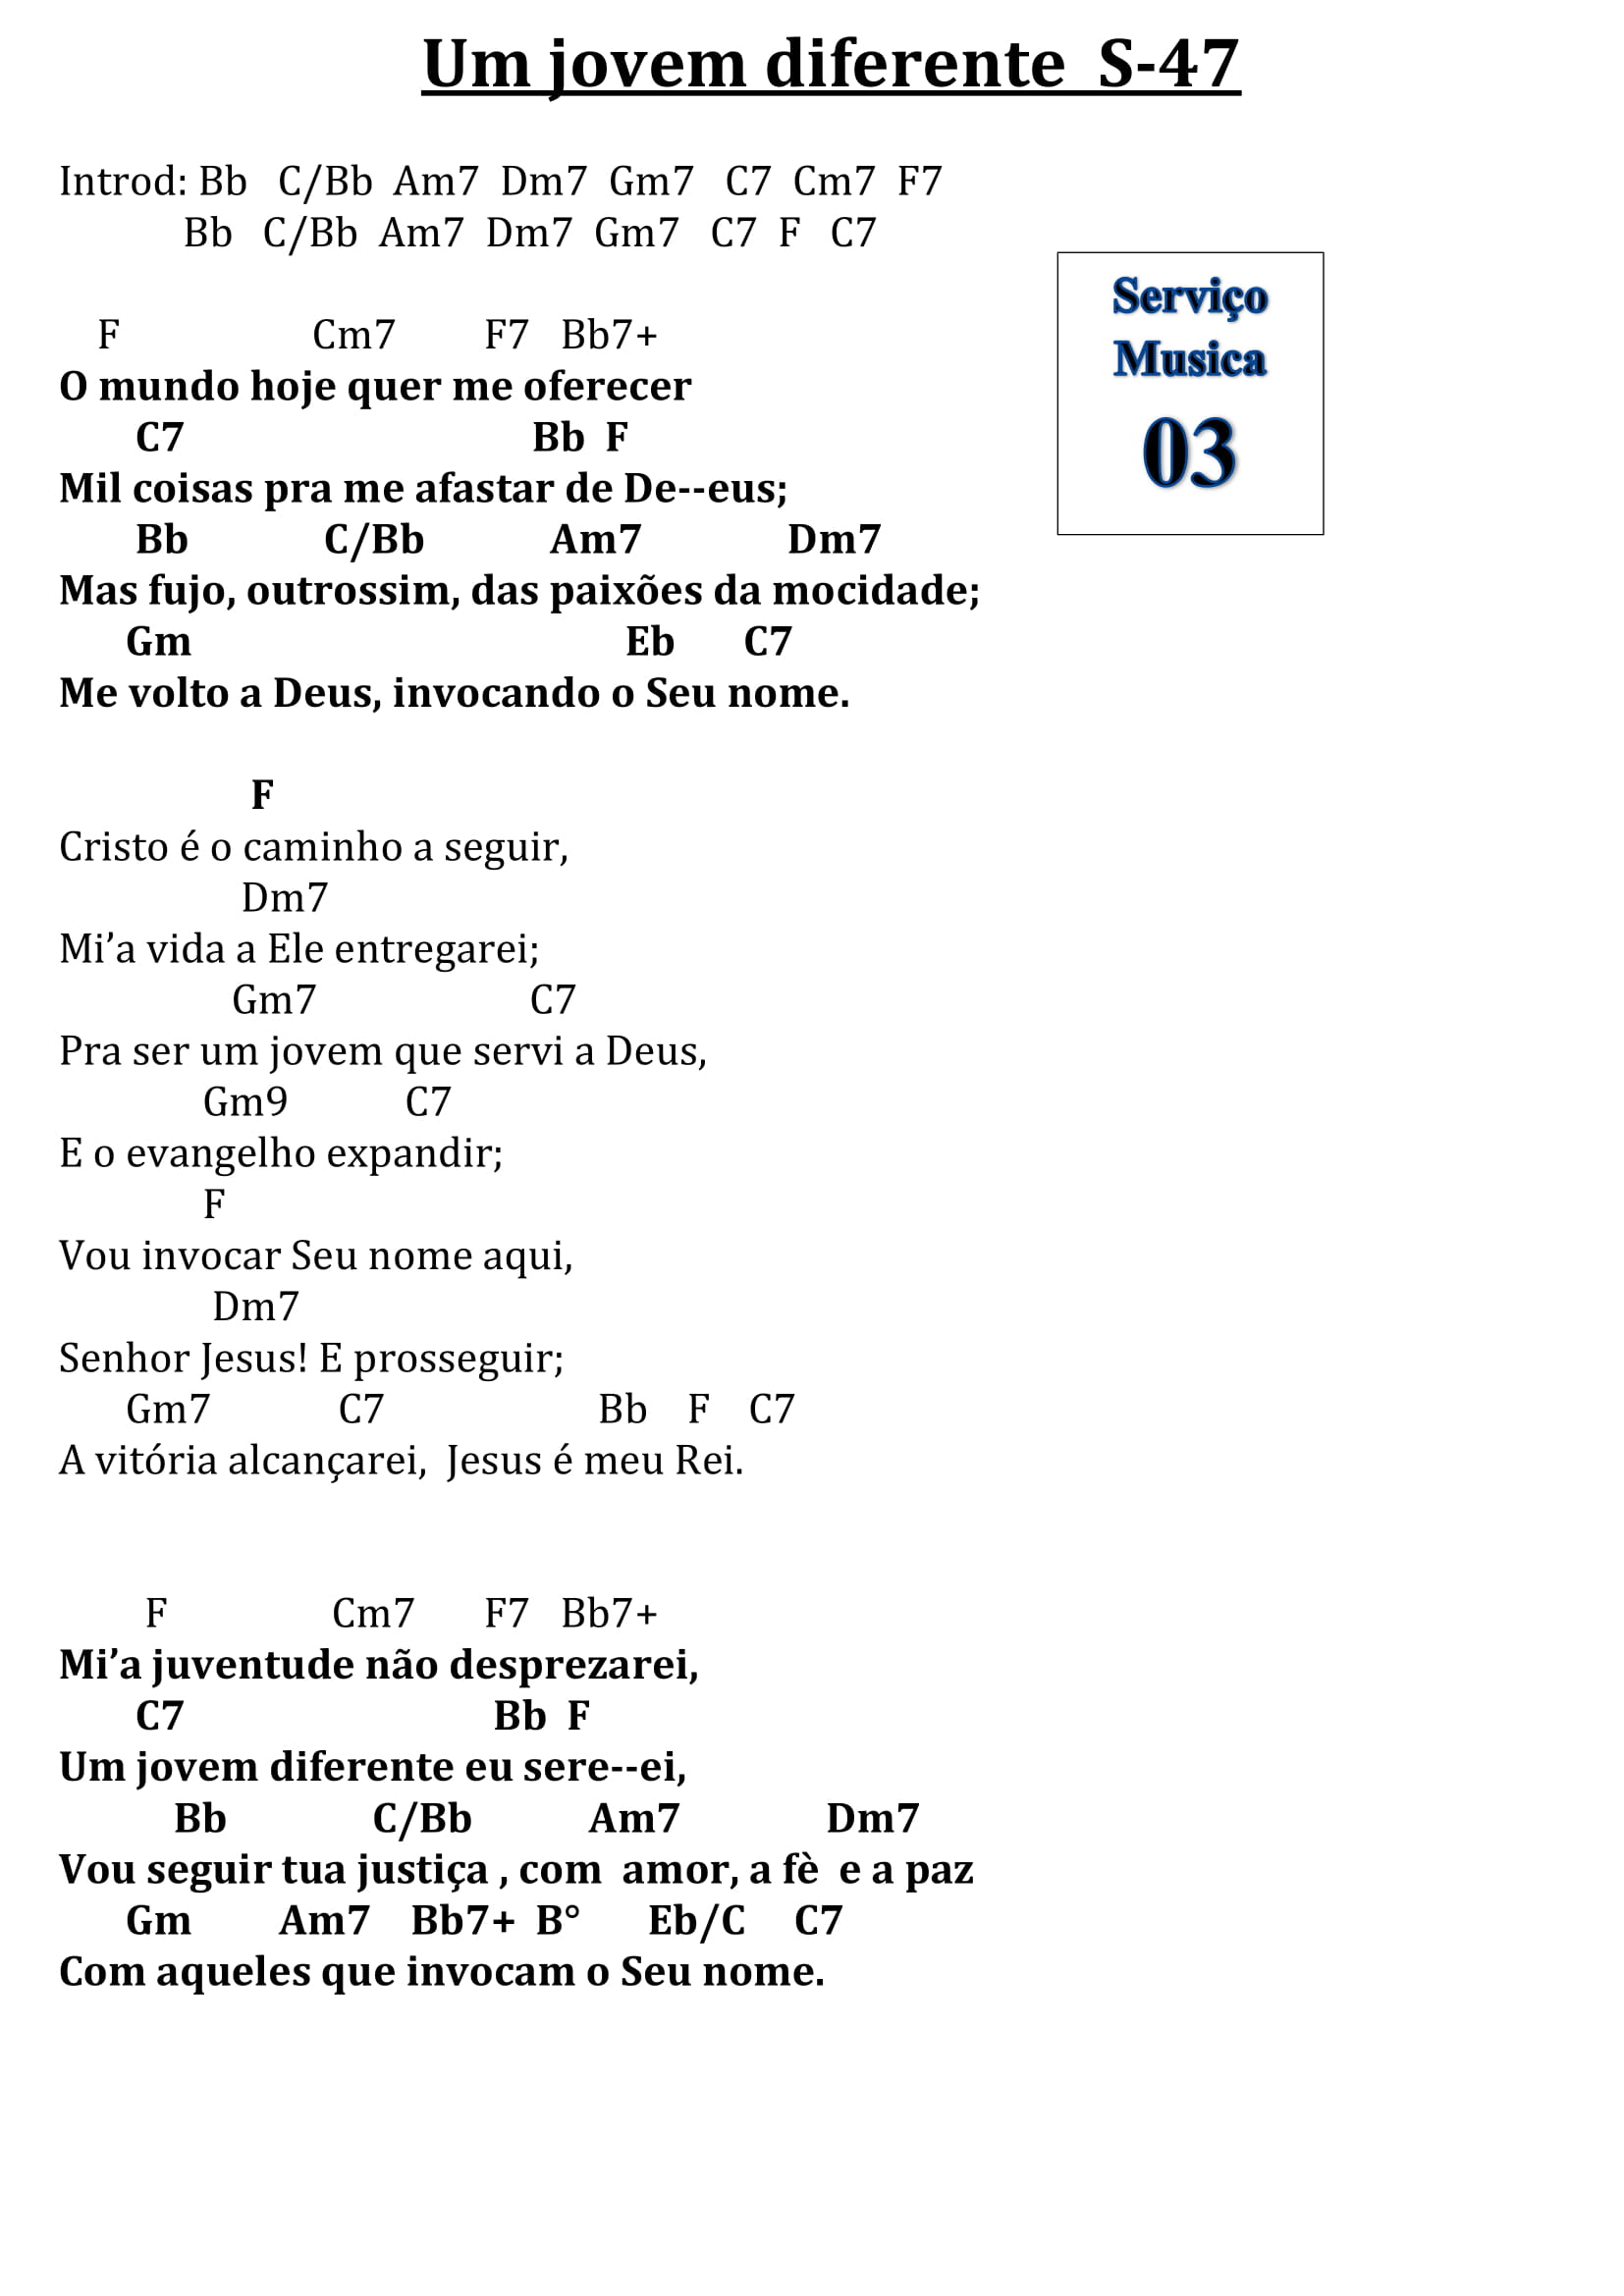 Um jovem diferente  S-47
Introd: Bb   C/Bb  Am7  Dm7  Gm7   C7  Cm7  F7
Bb   C/Bb  Am7  Dm7  Gm7   C7  F   C7
Serviço
Musica
03
F                    Cm7         F7   Bb7+
O mundo hoje quer me oferecer
C7                                    Bb  F
Mil coisas pra me afastar de De--eus;
Bb              C/Bb             Am7               Dm7
Mas fujo, outrossim, das paixões da mocidade;
Gm                                             Eb       C7
Me volto a Deus, invocando o Seu nome.
F
Cristo é o caminho a seguir,
Dm7
Mi’a vida a Ele entregarei;
Gm7                      C7
Pra ser um jovem que servi a Deus,
Gm9            C7
E o evangelho expandir;
F
Vou invocar Seu nome aqui,
Dm7
Senhor Jesus! E prosseguir;
Gm7             C7                      Bb    F    C7
A vitória alcançarei,  Jesus é meu Rei.
F                 Cm7       F7   Bb7+
Mi’a juventude não desprezarei,
C7                                Bb  F
Um jovem diferente eu sere--ei,
Bb               C/Bb            Am7               Dm7
Vou seguir tua justiça , com  amor, a fè  e a paz
Gm         Am7    Bb7+  B°       Eb/C     C7
Com aqueles que invocam o Seu nome.